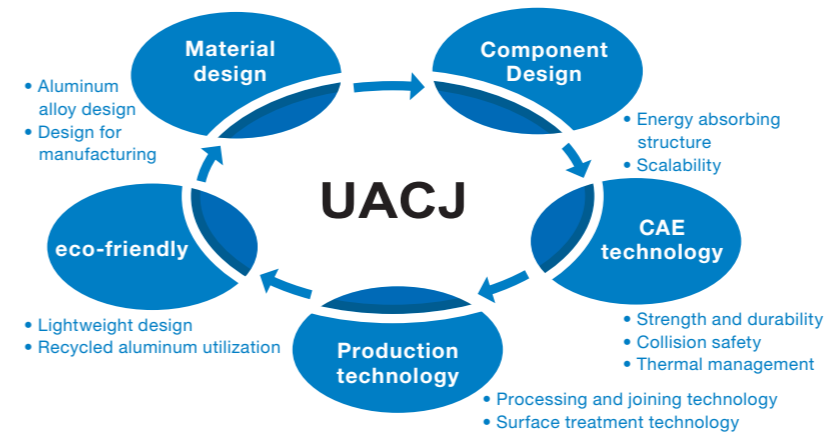 Material
design
• Aluminum
alloy design
• Design for
manufacturing
Component
Design
• Energy absorbing
structure
• Scalability
UACJ
CAE
technology
• Strength and durability
• Collision safety
• Thermal management
Production
technology
• Processing and joining technology
• Surface treatment technology
eco-friendly
• Lightweight design
• Recycled aluminum utilization